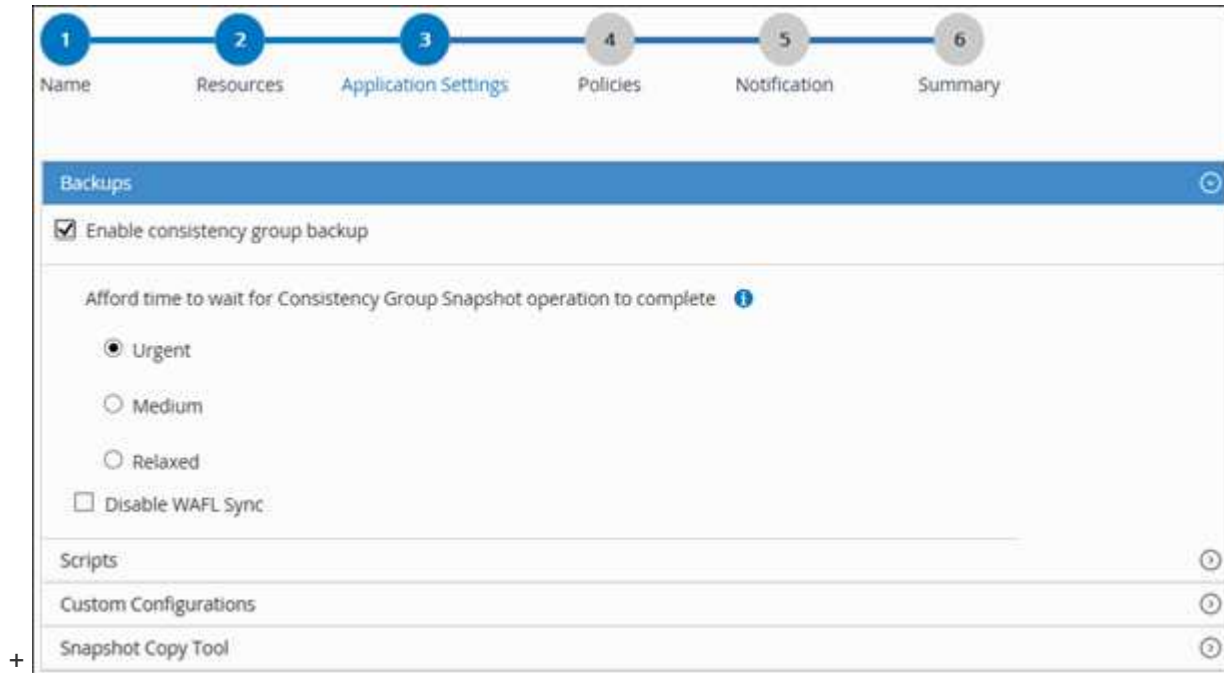 1 2 3 4 5 6
Name Resources Application Settings Policies Notification Summary
Backups
Enable consistency group backup
Afford time to wait for Consistency Group Snapshot operation to complete i
Urgent
Medium
Relaxed
Disable WAFL Sync
Scripts
Custom Configurations
Snapshot Copy Tool
+